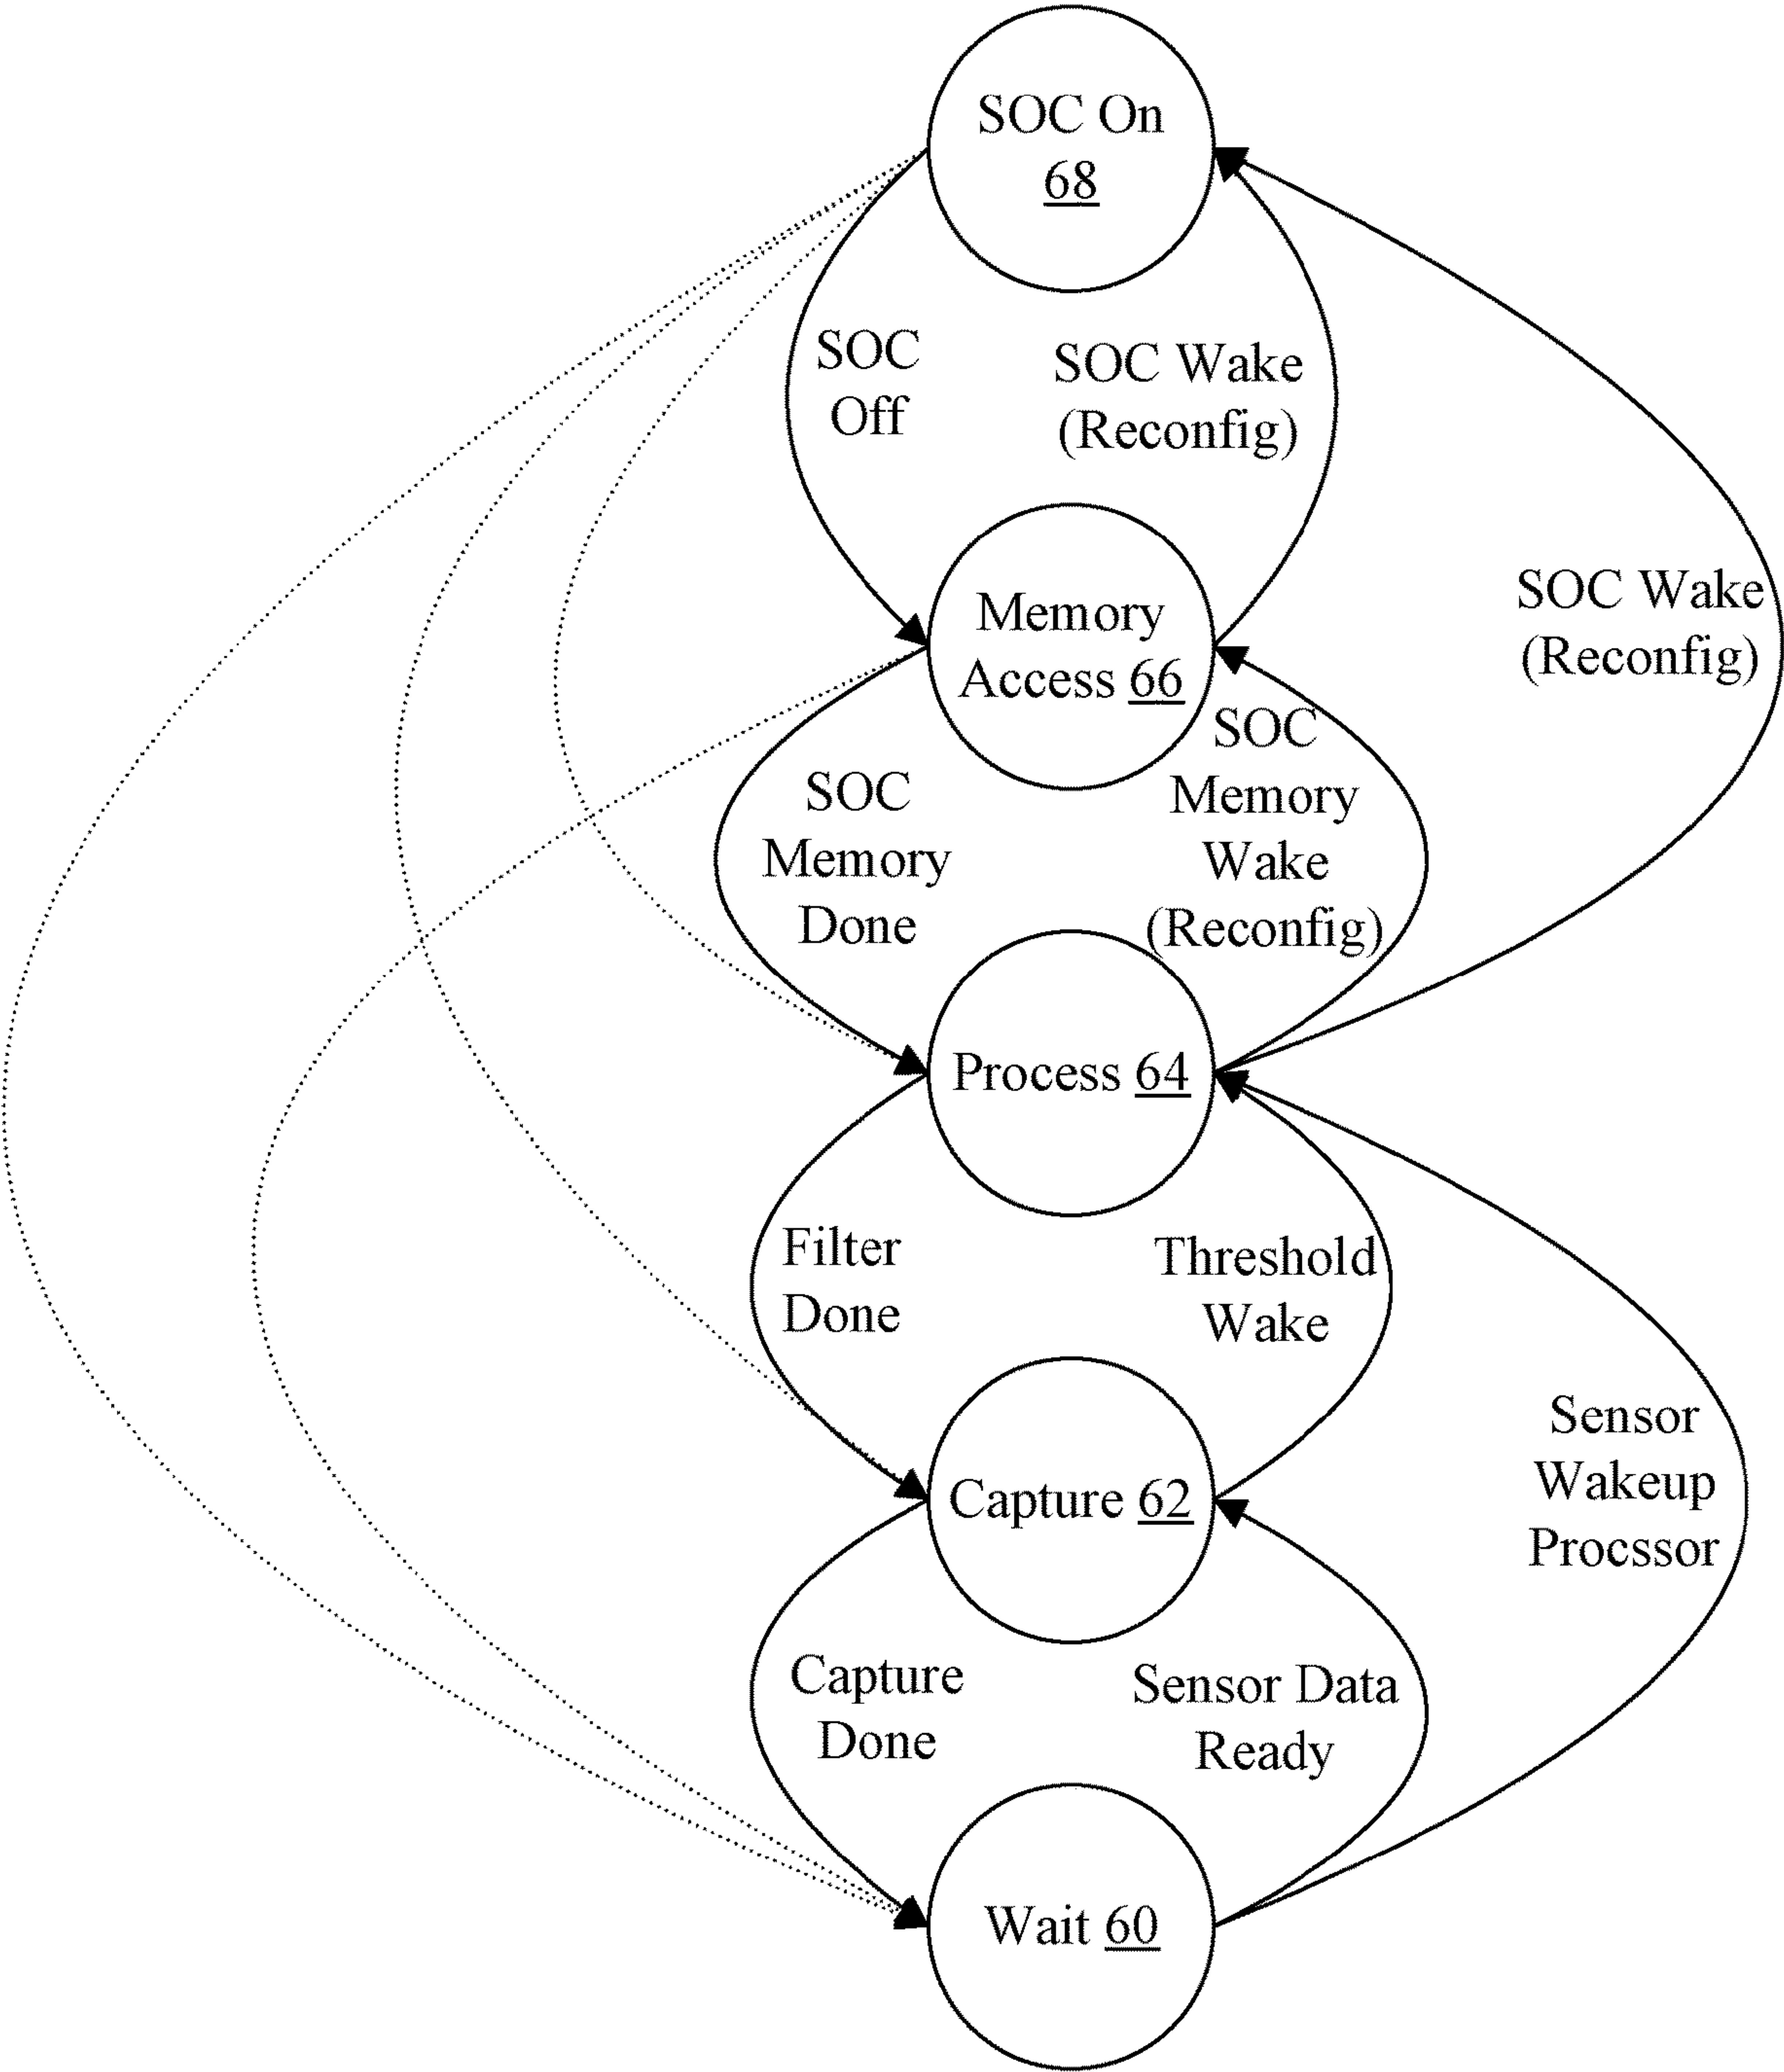 SOC On
68
SOC
Off
SOC Wake
(Reconfig)
SOC Wake
(Reconfig)
Memory
Access 66
SOC
Memory
Done
SOC
Memory
Wake
(Reconfig)
Process 64
Filter
Done
Threshold
Wake
Sensor
Wakeup
Procssor
Capture 62
Capture
Done
Sensor Data
Ready
Wait 60